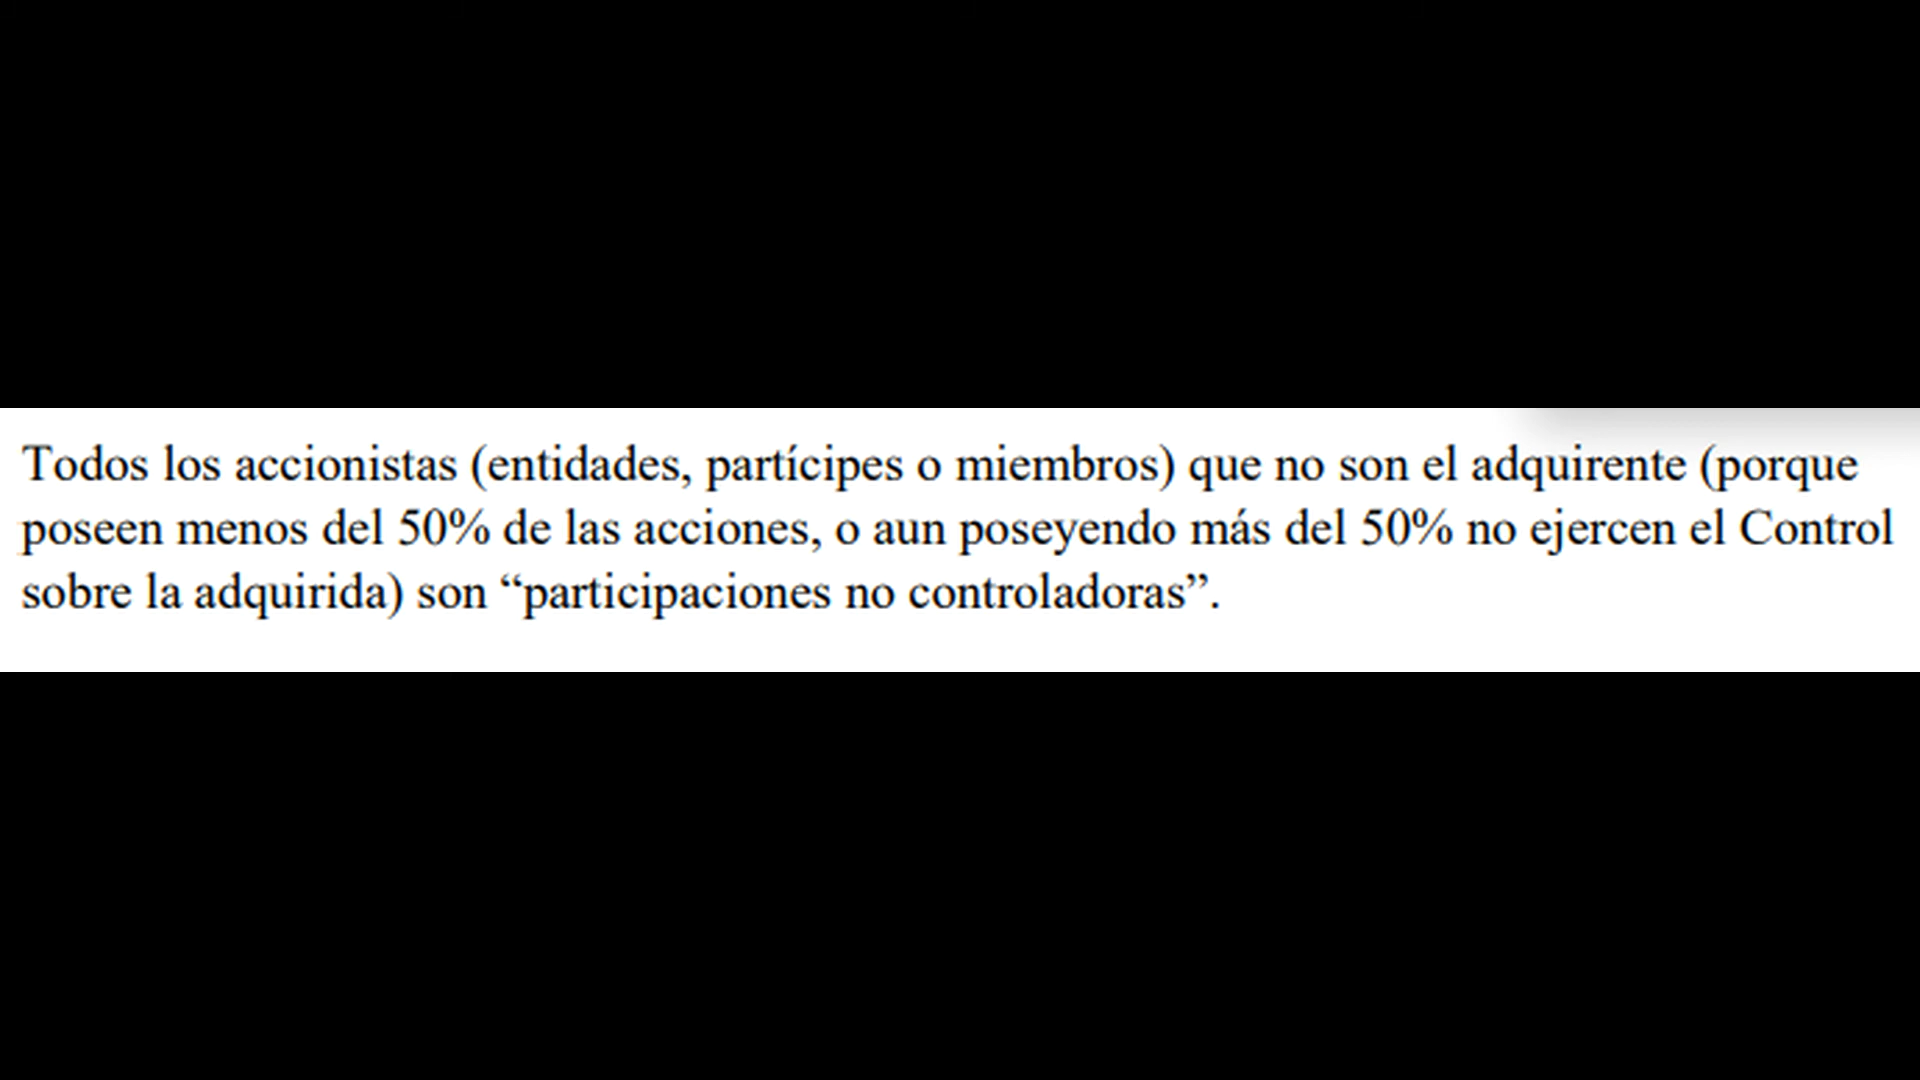 Todos los accionistas (entidades, partícipes o miembros) que no son el adquirente (porque
poseen menos del 50% de las acciones, o aun poseyendo más del 50% no ejercen el Control
sobre la adquirida) son “participaciones no controladoras”.